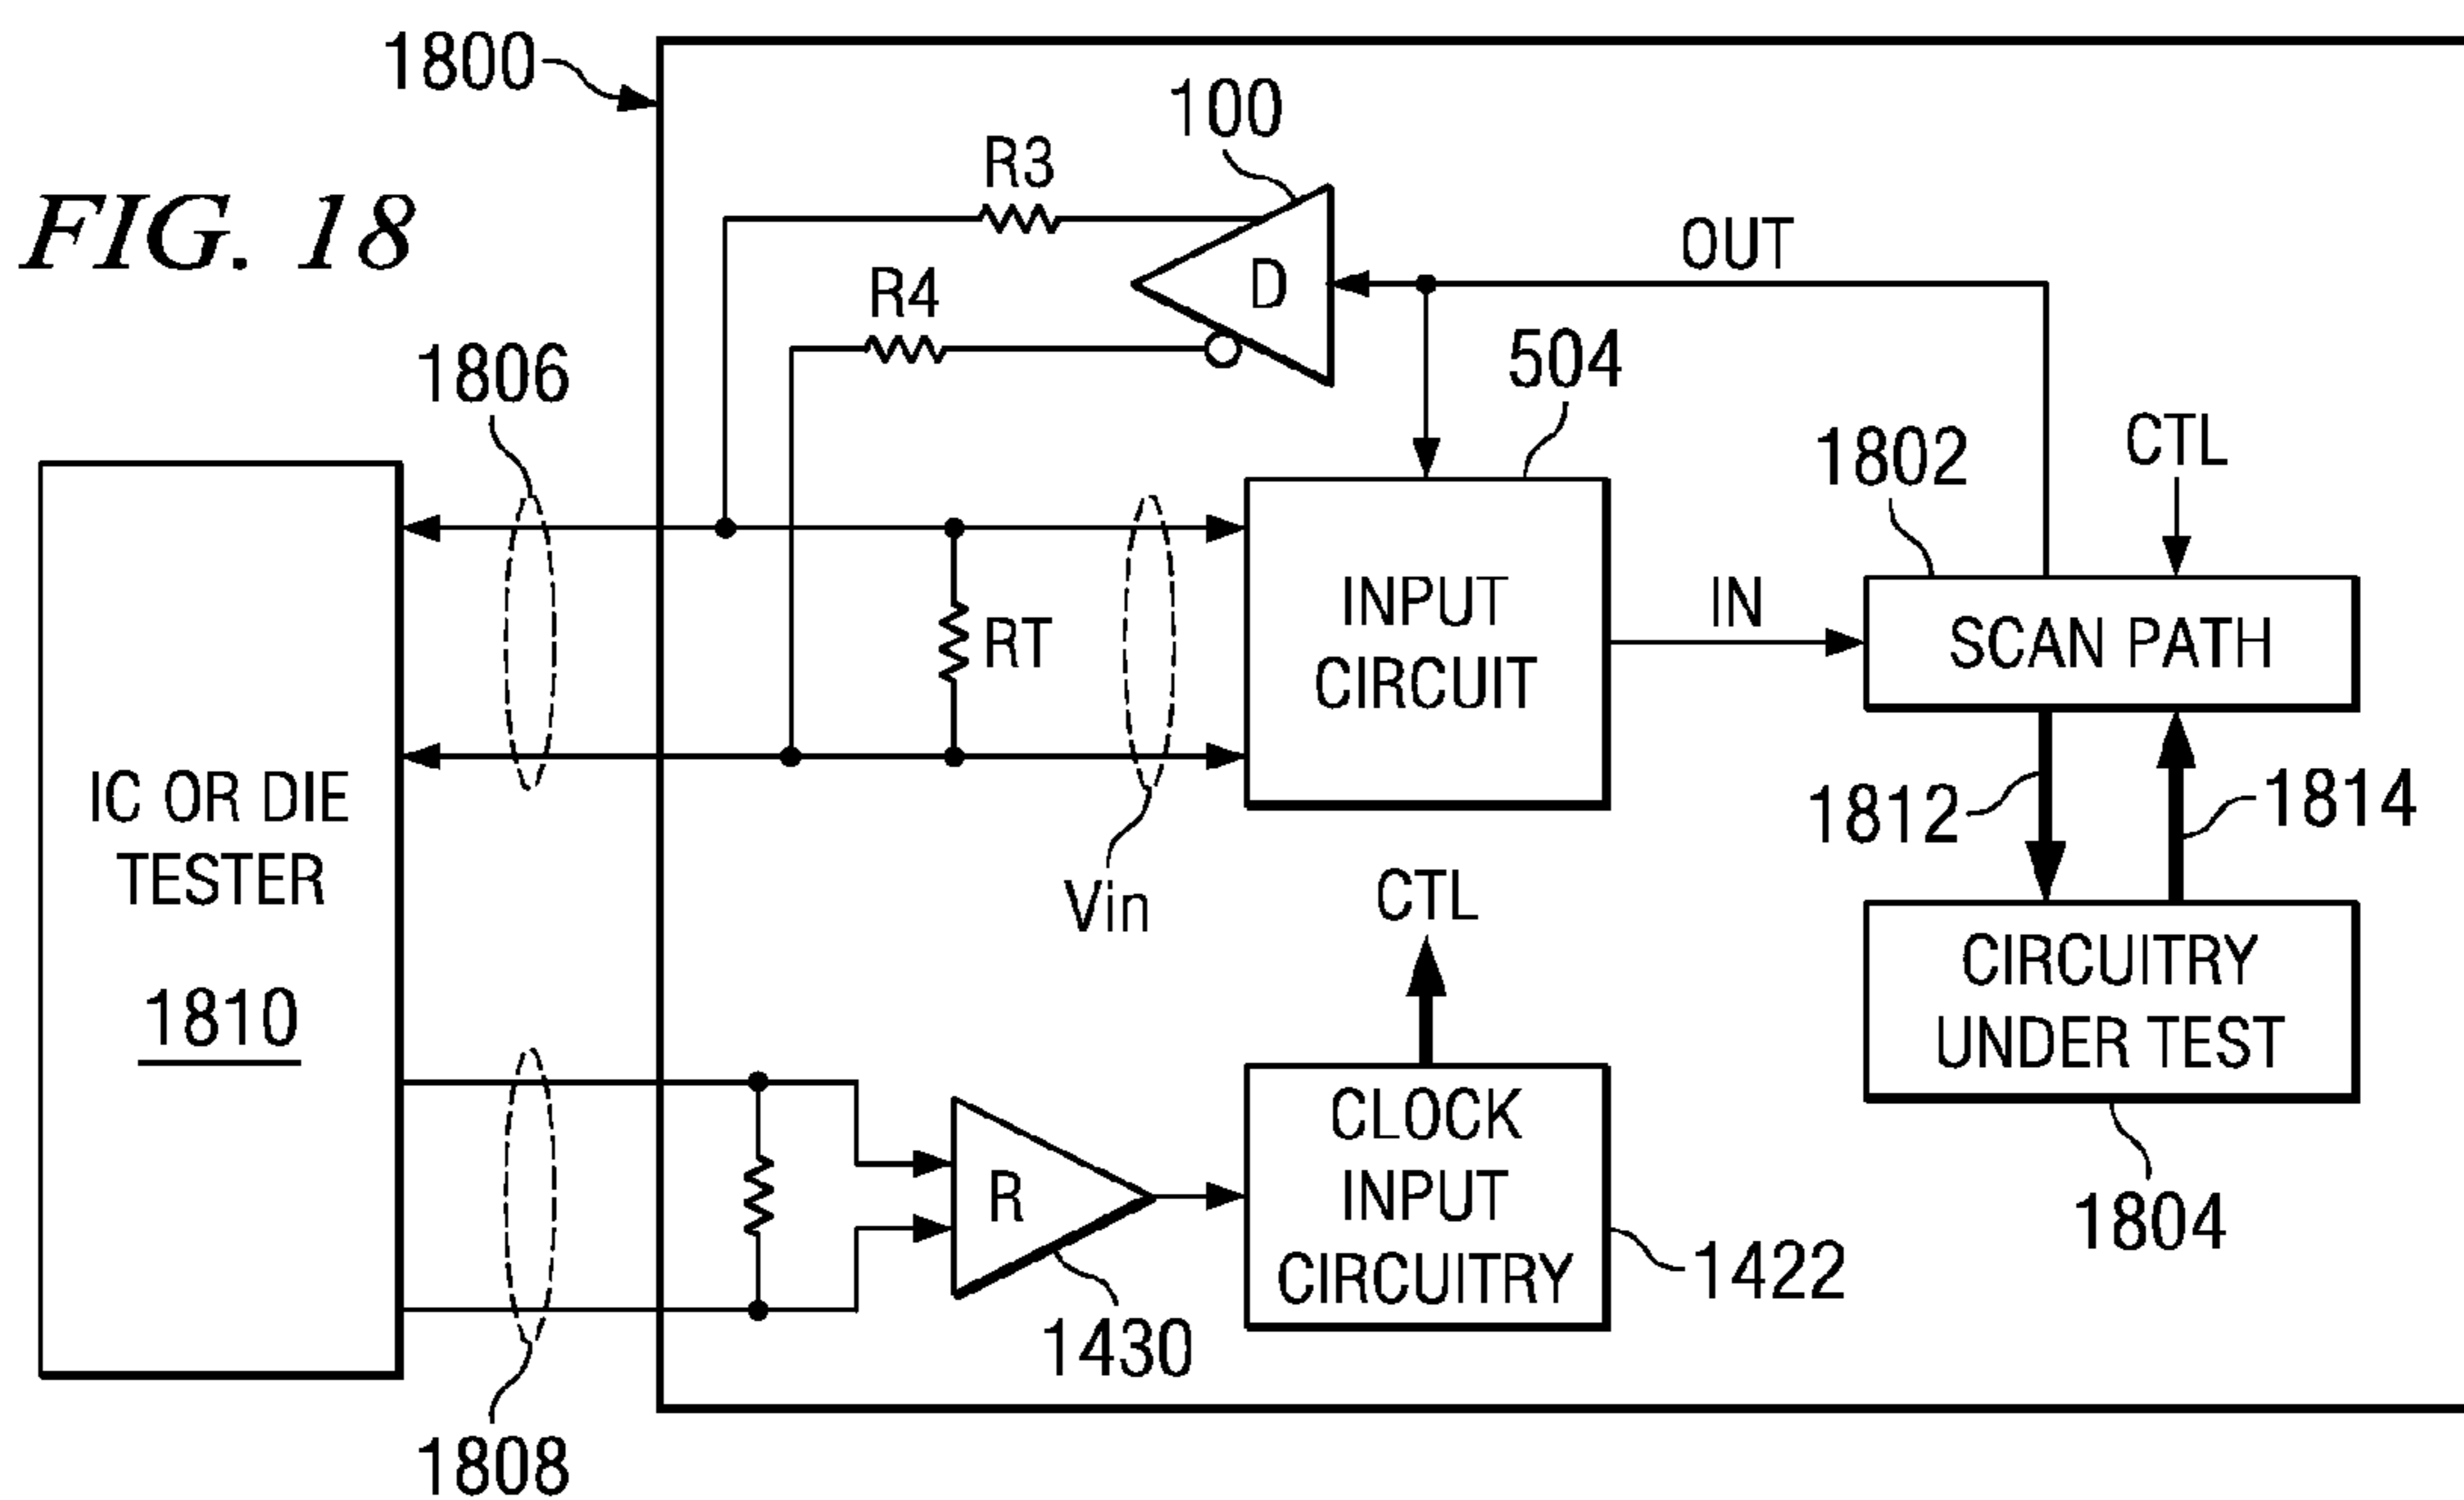 1800
100
R3
FIG. 18
OUT
D
R4
504
1806
CTL
1802
INPUT
CIRCUIT
IN
RT
SCAN PATH
IC OR DIE
TESTER
1810
1812
1814
Vin
CTL
CIRCUITRY
UNDER TEST
CLOCK
INPUT
CIRCUITRY
R
1804
1422
1430
1808